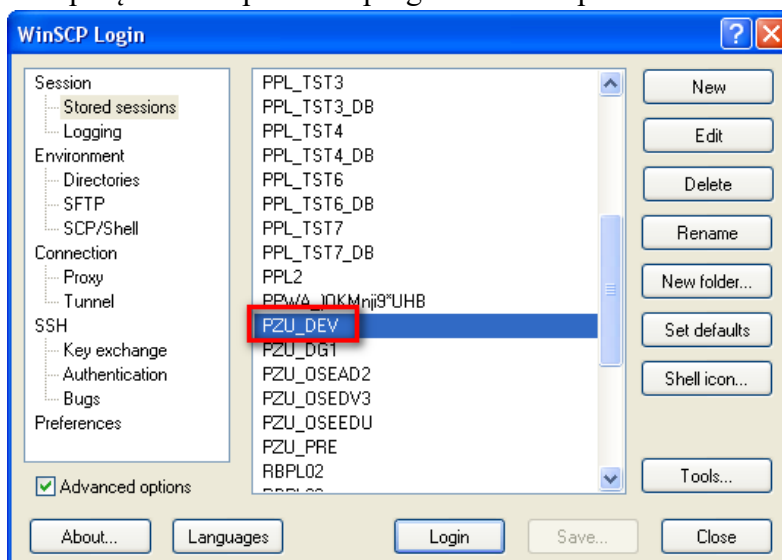 WinSCP Login
Session
Stored sessions
Logging
Environment
Directories
SFTP
SCP/Shell
Connection
Proxy
Tunnel
SSH
Key exchange
Authentication
Bugs
Preferences
Advanced options
PPL_TST3
PPL_TST3_DB
PPL_TST4
PPL_TST4_DB
PPL_TST6
PPL_TST6_DB
PPL_TST7
PPL_TST7_DB
PPL2
PZU_DEV
PZU_DG1
PZU_OSEAD2
PZU_OSEDV3
PZU_OSEEDU
PZU_PRE
RBPL02
New
Edit
Delete
Rename
New folder...
Set defaults
Shell icon...
Tools...
About...
Languages
Login
Save...
Close